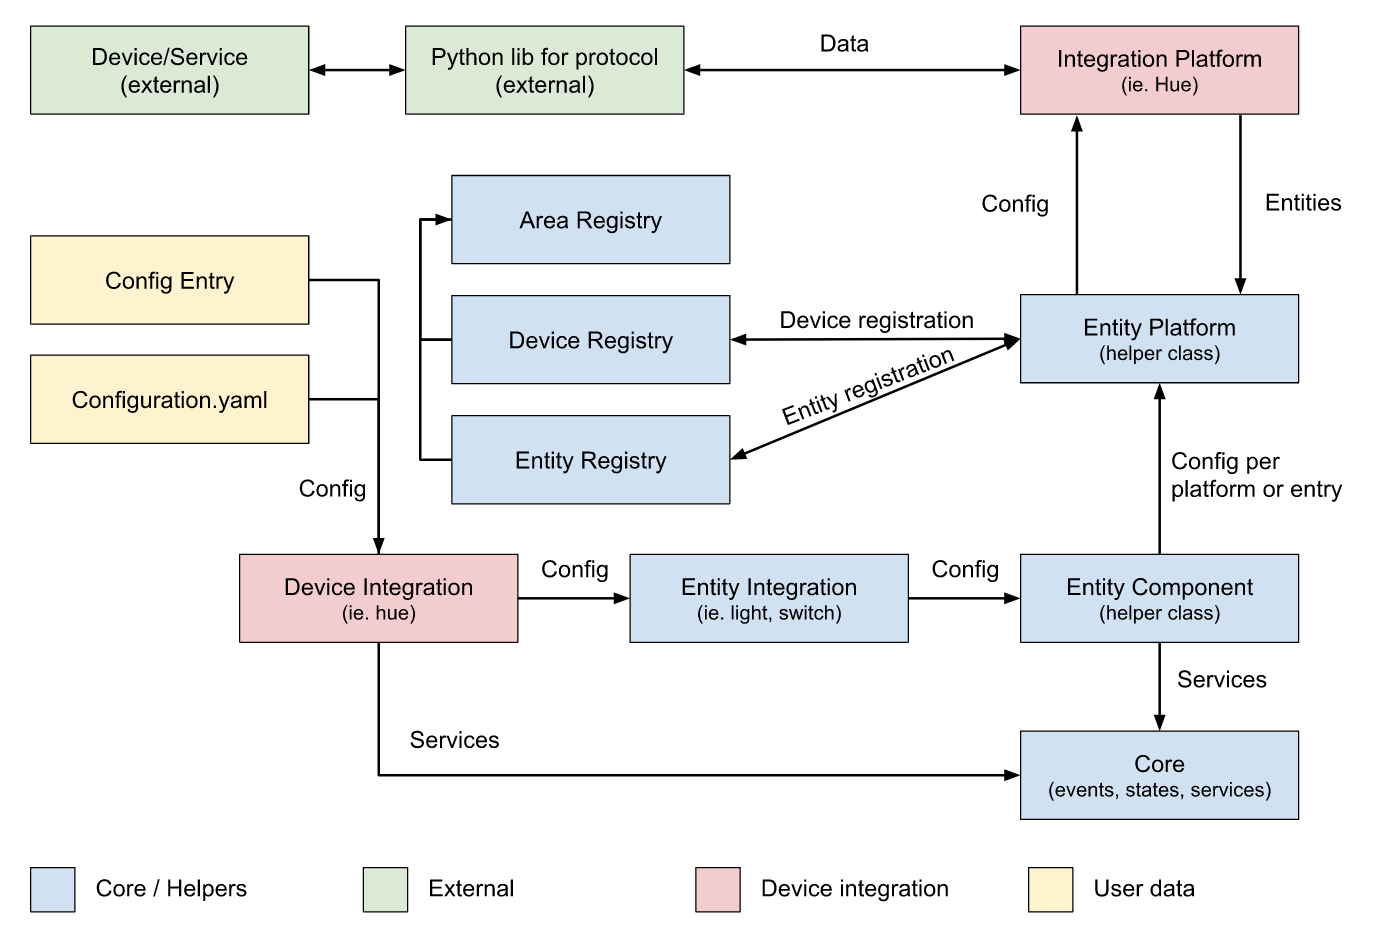 Device/Service
(external)
Python lib for protocol
(external)
Data
Integration Platform
(ie. Hue)
Config
Entities
Area Registry
Config Entry
Device Registry
Device registration
Entity Platform
(helper class)
Configuration.yaml
Entity registration
Entity Registry
Config
Config per
platform or entry
Device Integration
(ie. hue)
Config
Entity Integration
(ie. light, switch)
Config
Entity Component
(helper class)
Services
Services
Core
(events, states, services)
Core / Helpers
External
Device integration
User data